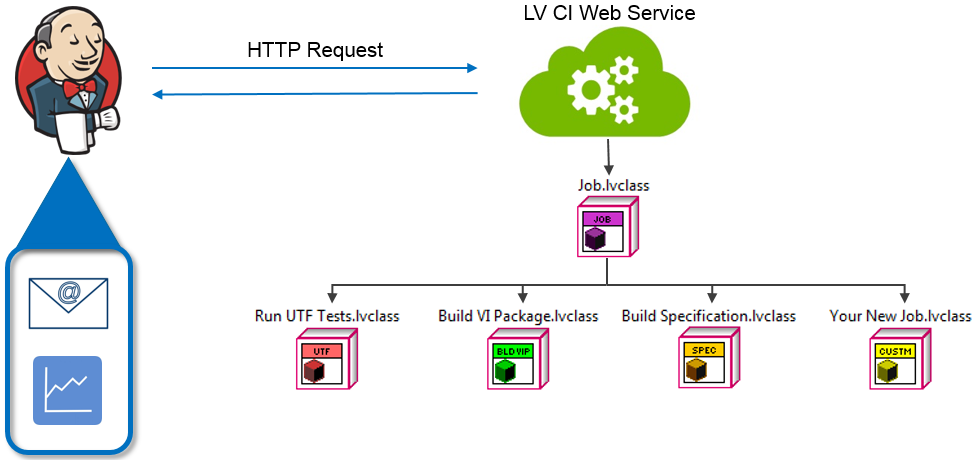 LV CI Web Service
HTTP Request
Job.lvclass
JOB
Run UTF Tests.lvclass
Build VI Package.lvclass
Build Specification.lvclass
Your New Job.lvclass
UTF
BLDVIP
SPEC
CUSTM
@